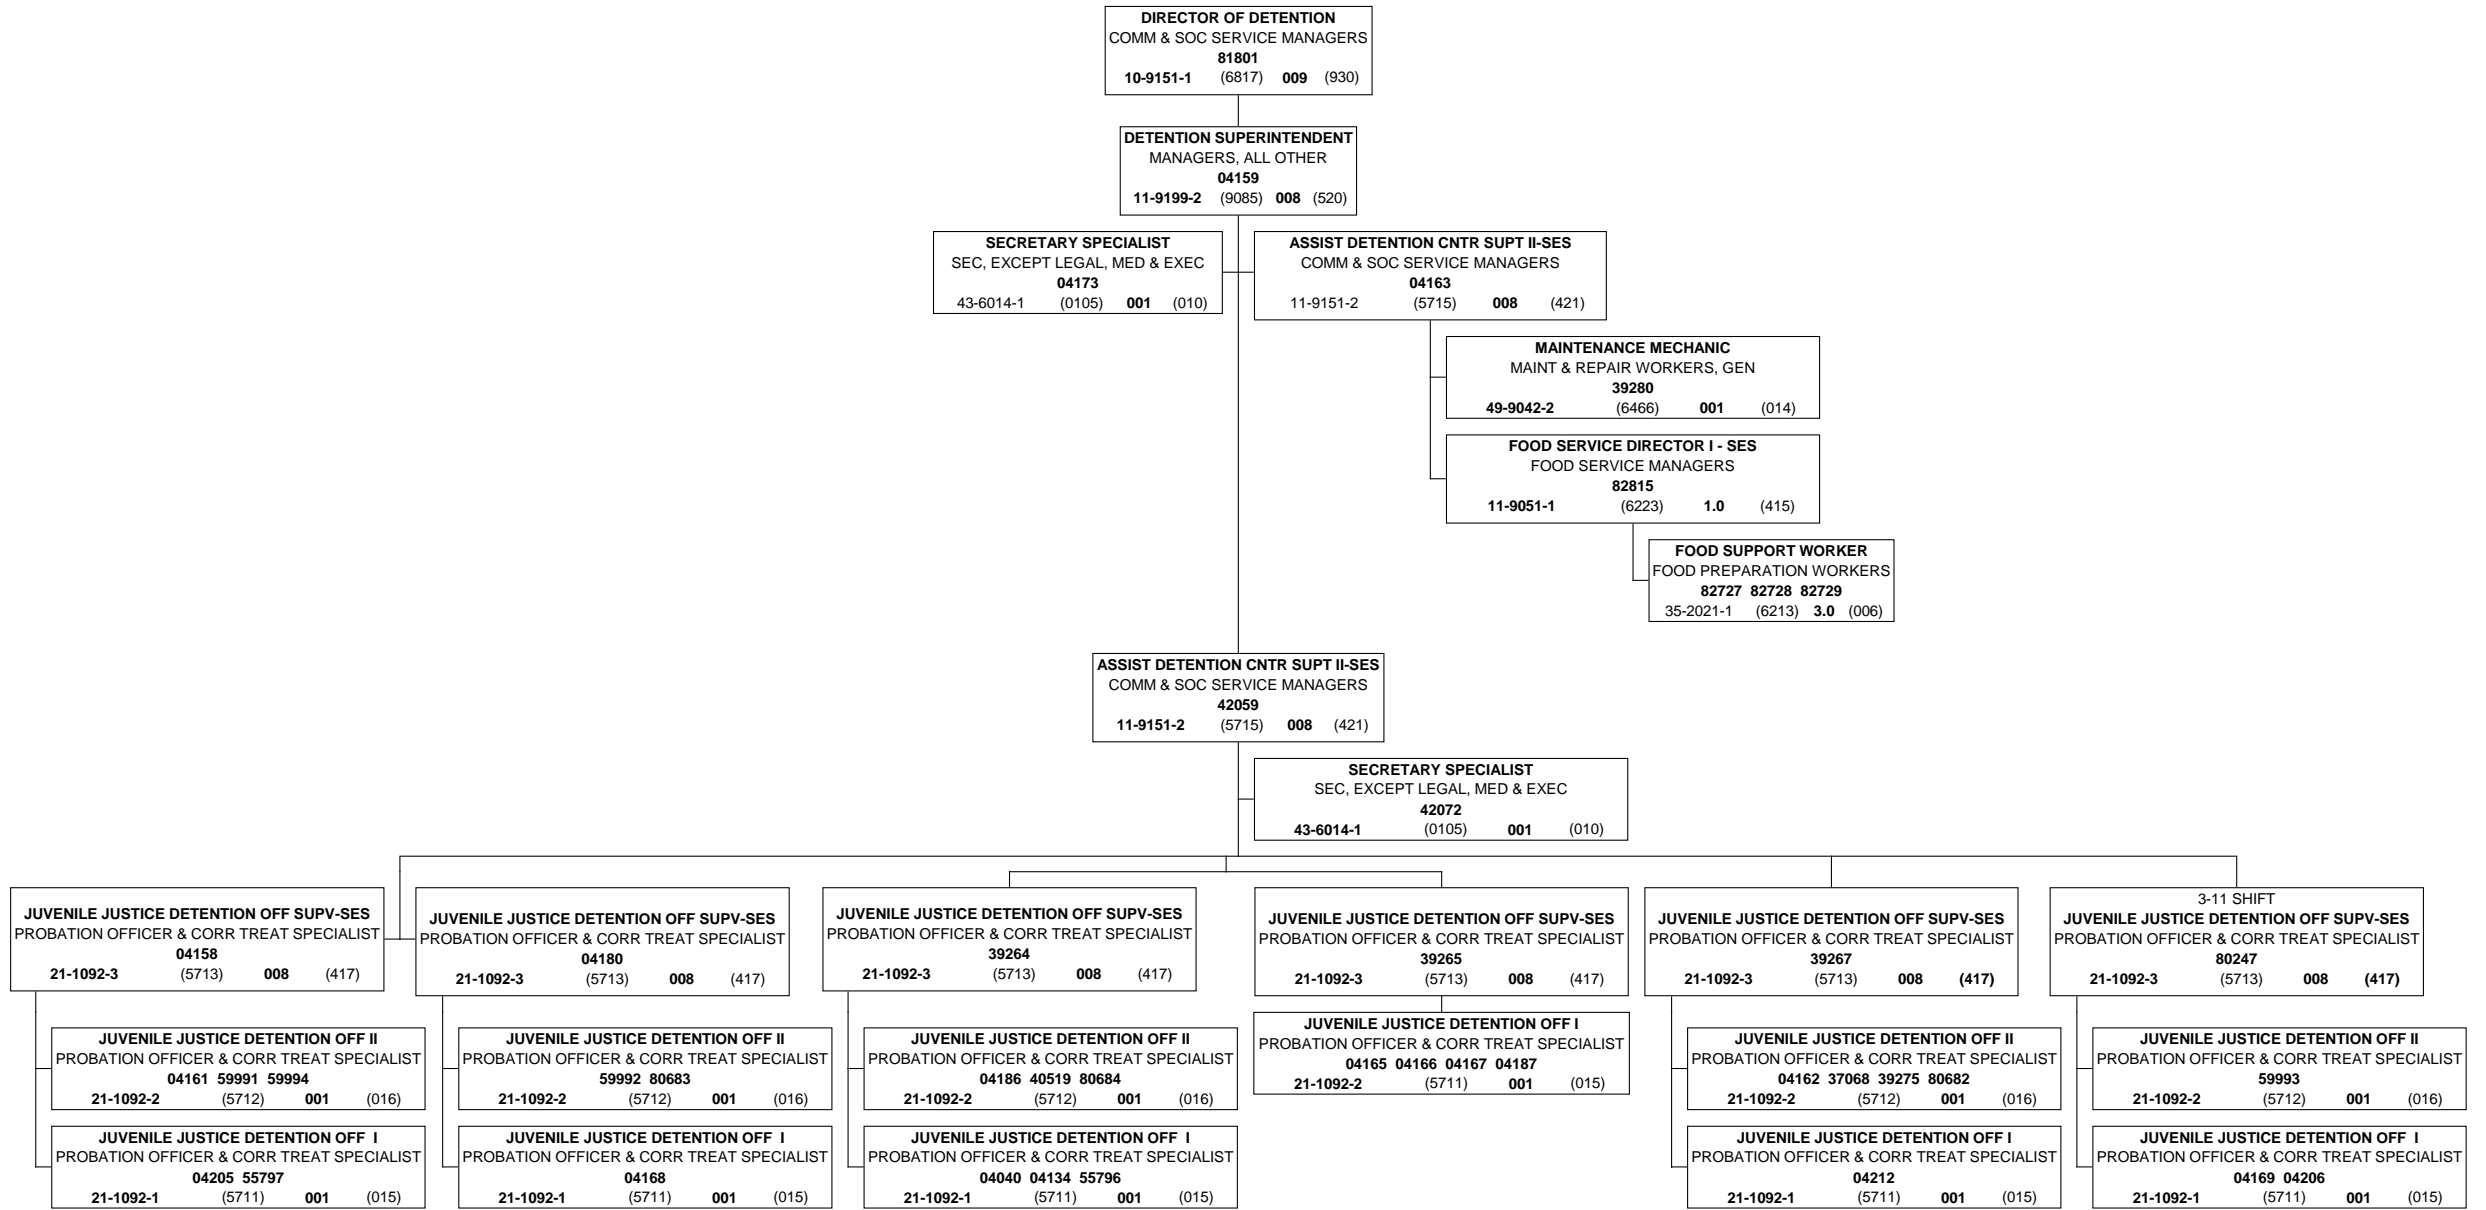 DIRECTOR OF DETENTION
COMM & SOC SERVICE MANAGERS
81801
10-9151-1 (6817) 009 (930)
DETENTION SUPERINTENDENT
MANAGERS, ALL OTHER
04159
11-9199-2 (9085) 008 (520)
SECRETARY SPECIALIST
SEC, EXCEPT LEGAL, MED & EXEC
04173
43-6014-1 (0105) 001 (010)
ASSIST DETENTION CNTR SUPT II-SES
COMM & SOC SERVICE MANAGERS
04163
11-9151-2 (5715) 008 (421)
MAINTENANCE MECHANIC
MAINT & REPAIR WORKERS, GEN
39280
49-9042-2 (6466) 001 (014)
FOOD SERVICE DIRECTOR I - SES
FOOD SERVICE MANAGERS
82815
11-9051-1 (6223) 1.0 (415)
FOOD SUPPORT WORKER
FOOD PREPARATION WORKERS
82727 82728 82729
35-2021-1 (6213) 3.0 (006)
ASSIST DETENTION CNTR SUPT II-SES
COMM & SOC SERVICE MANAGERS
42059
11-9151-2 (5715) 008 (421)
SECRETARY SPECIALIST
SEC, EXCEPT LEGAL, MED & EXEC
42072
43-6014-1 (0105) 001 (010)
JUVENILE JUSTICE DETENTION OFF SUPV-SES
PROBATION OFFICER & CORR TREAT SPECIALIST
04158
21-1092-3 (5713) 008 (417)
JUVENILE JUSTICE DETENTION OFF II
PROBATION OFFICER & CORR TREAT SPECIALIST
04161 59991 59994
21-1092-2 (5712) 001 (016)
JUVENILE JUSTICE DETENTION OFF I
PROBATION OFFICER & CORR TREAT SPECIALIST
04205 55797
21-1092-1 (5711) 001 (015)
JUVENILE JUSTICE DETENTION OFF SUPV-SES
PROBATION OFFICER & CORR TREAT SPECIALIST
04180
21-1092-3 (5713) 008 (417)
JUVENILE JUSTICE DETENTION OFF II
PROBATION OFFICER & CORR TREAT SPECIALIST
59992 80683
21-1092-2 (5712) 001 (016)
JUVENILE JUSTICE DETENTION OFF I
PROBATION OFFICER & CORR TREAT SPECIALIST
04168
21-1092-1 (5711) 001 (015)
JUVENILE JUSTICE DETENTION OFF SUPV-SES
PROBATION OFFICER & CORR TREAT SPECIALIST
39264
21-1092-3 (5713) 008 (417)
JUVENILE JUSTICE DETENTION OFF II
PROBATION OFFICER & CORR TREAT SPECIALIST
04186 40519 80684
21-1092-2 (5712) 001 (016)
JUVENILE JUSTICE DETENTION OFF I
PROBATION OFFICER & CORR TREAT SPECIALIST
04040 04134 55796
21-1092-1 (5711) 001 (015)
JUVENILE JUSTICE DETENTION OFF SUPV-SES
PROBATION OFFICER & CORR TREAT SPECIALIST
39265
21-1092-3 (5713) 008 (417)
JUVENILE JUSTICE DETENTION OFF I
PROBATION OFFICER & CORR TREAT SPECIALIST
04165 04166 04167 04187
21-1092-2 (5711) 001 (015)
JUVENILE JUSTICE DETENTION OFF SUPV-SES
PROBATION OFFICER & CORR TREAT SPECIALIST
39267
21-1092-3 (5713) 008 (417)
JUVENILE JUSTICE DETENTION OFF II
PROBATION OFFICER & CORR TREAT SPECIALIST
04162 37068 39275 80682
21-1092-2 (5712) 001 (016)
JUVENILE JUSTICE DETENTION OFF I
PROBATION OFFICER & CORR TREAT SPECIALIST
04212
21-1092-1 (5711) 001 (015)
3-11 SHIFT
JUVENILE JUSTICE DETENTION OFF SUPV-SES
PROBATION OFFICER & CORR TREAT SPECIALIST
80247
21-1092-3 (5713) 008 (417)
JUVENILE JUSTICE DETENTION OFF II
PROBATION OFFICER & CORR TREAT SPECIALIST
59993
21-1092-2 (5712) 001 (016)
JUVENILE JUSTICE DETENTION OFF I
PROBATION OFFICER & CORR TREAT SPECIALIST
04169 04206
21-1092-1 (5711) 001 (015)